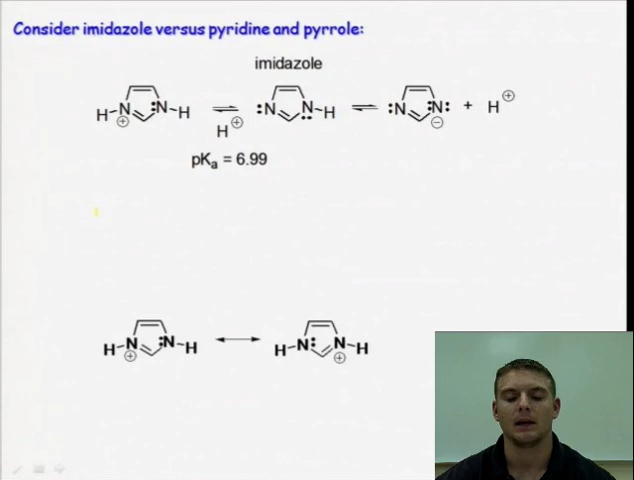 Consider imidazole versus pyridine and pyrrole:
imidazole
H-N⊕ :N-H ⇌ :N N̤-H ⇌ :N N:⊖ + H⊕
H⊕
pKa = 6.99
H-N⊕ :N-H ↔ H-N: N⊕-H